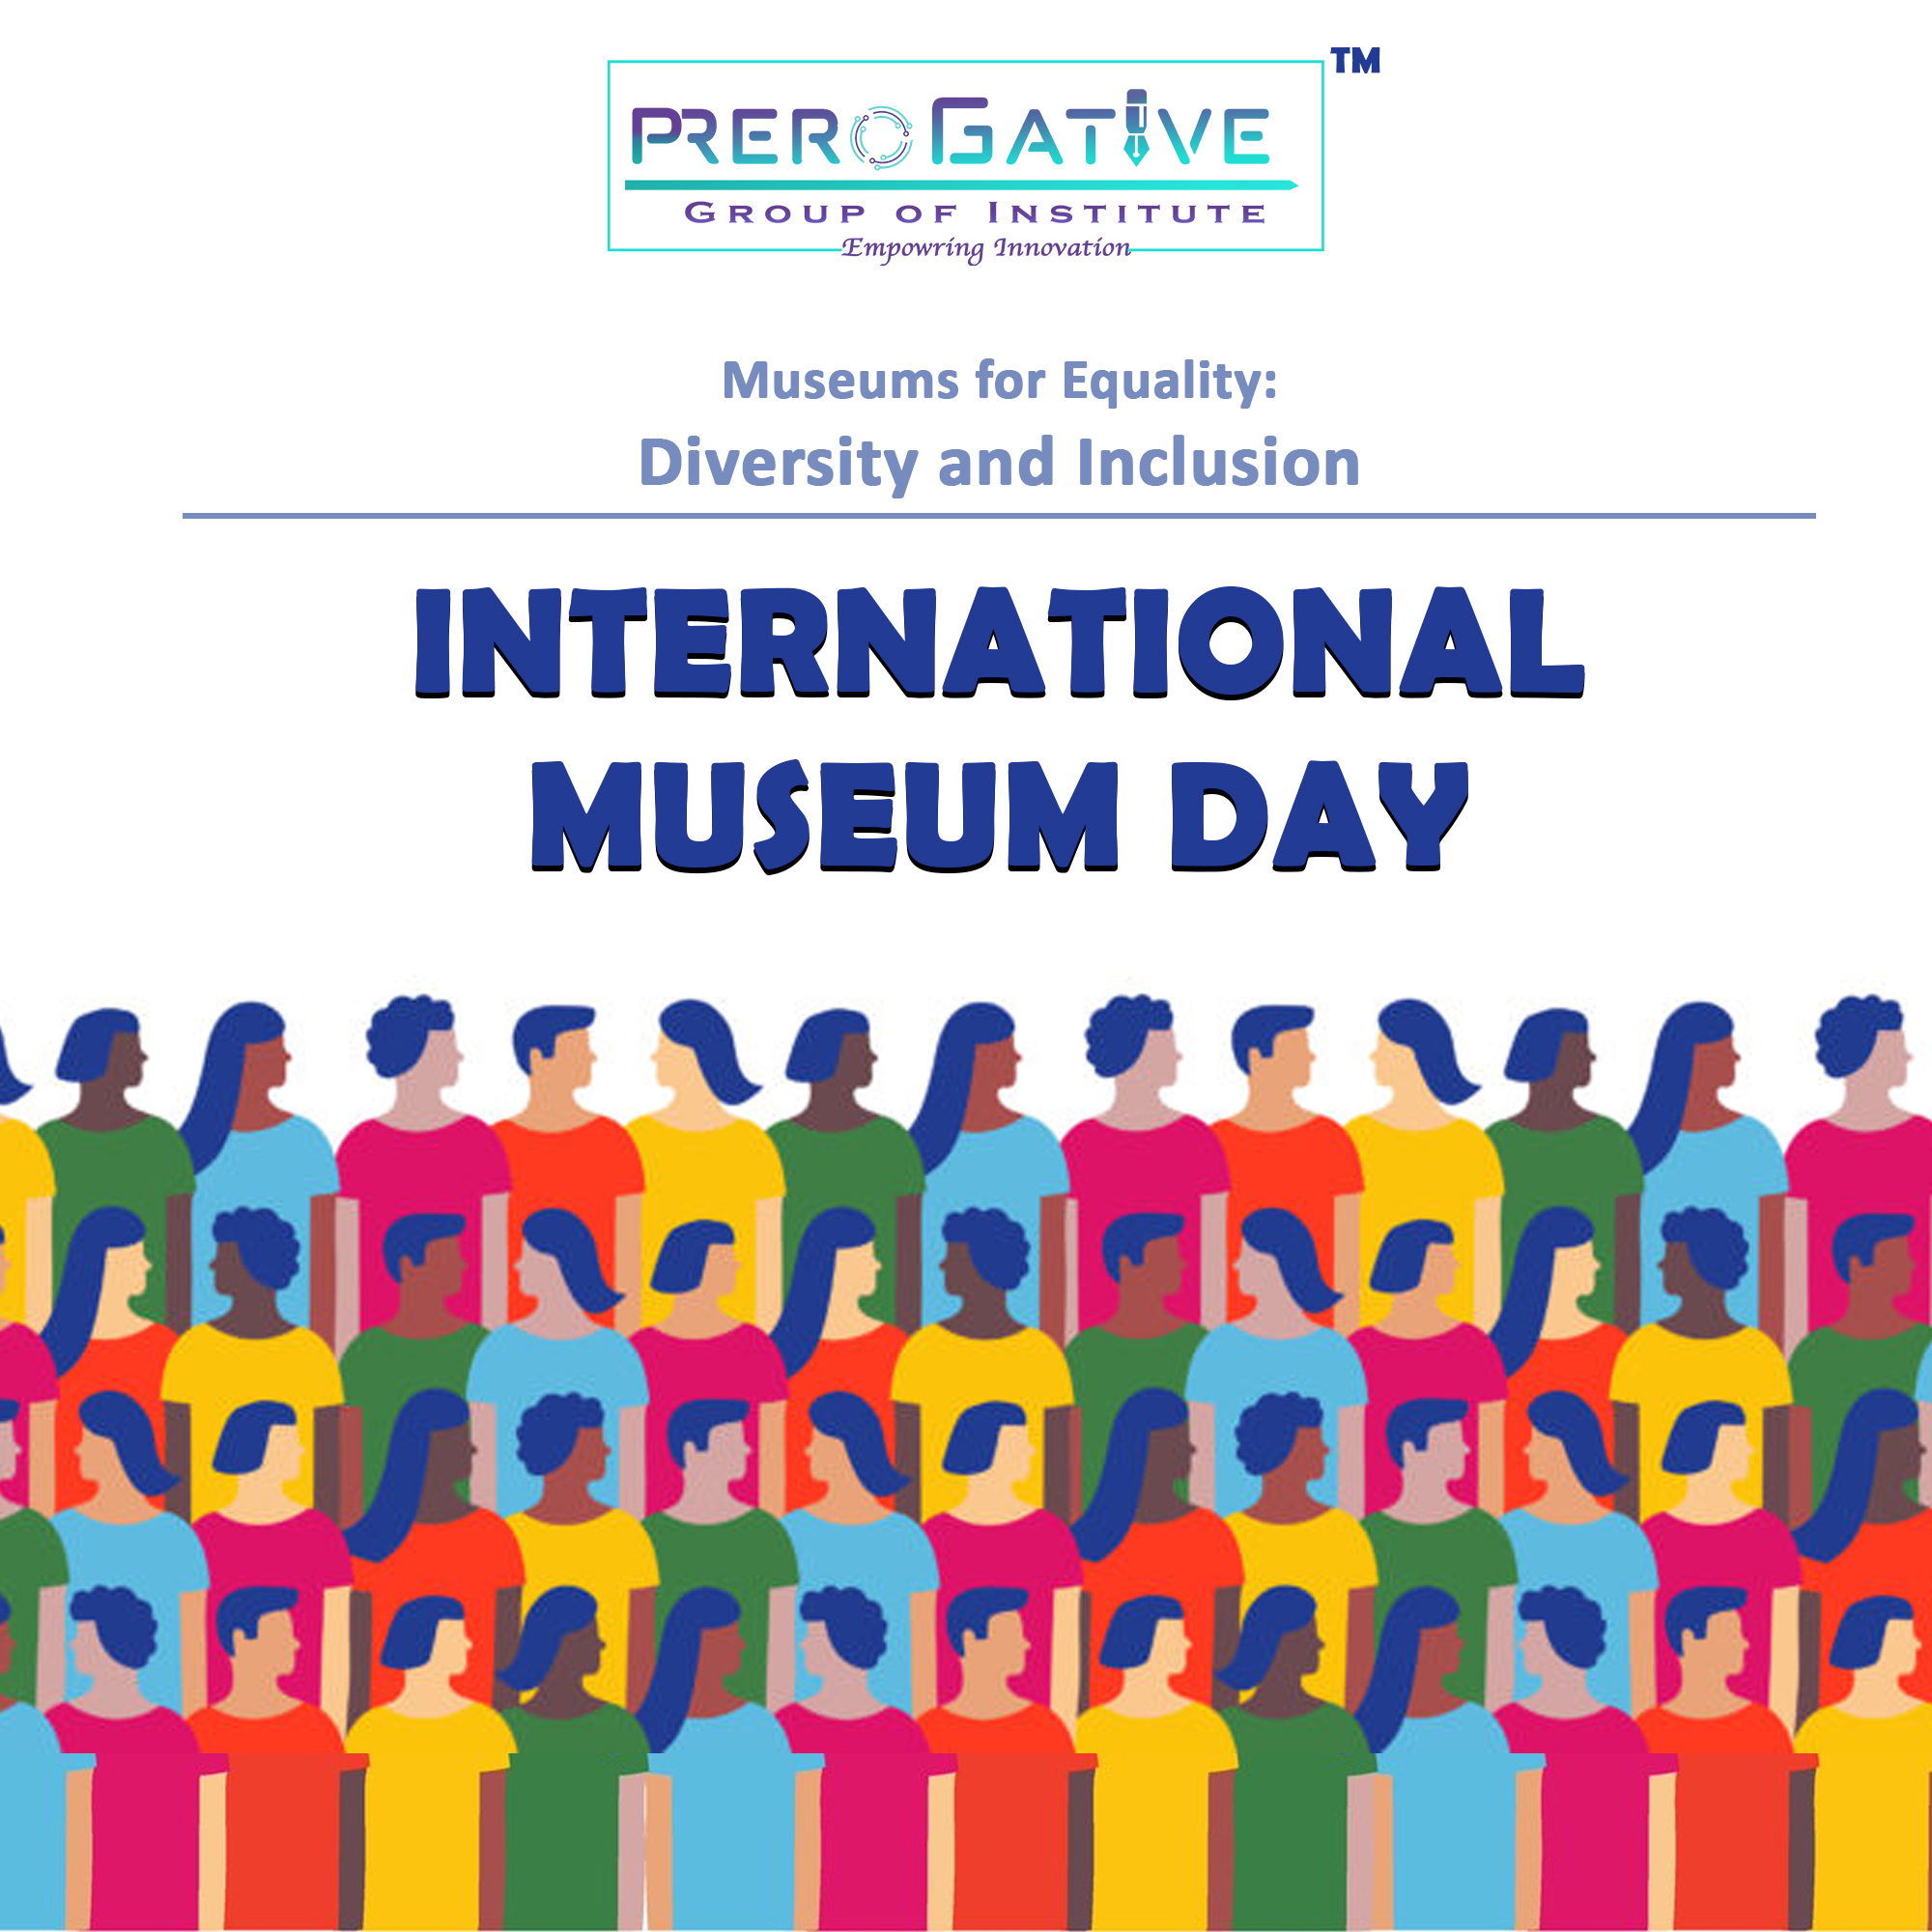 TM
PREROGATIVE
GROUP OF INSTITUTE
Empowring Innovation
Museums for Equality:
Diversity and Inclusion
INTERNATIONAL
MUSEUM DAY